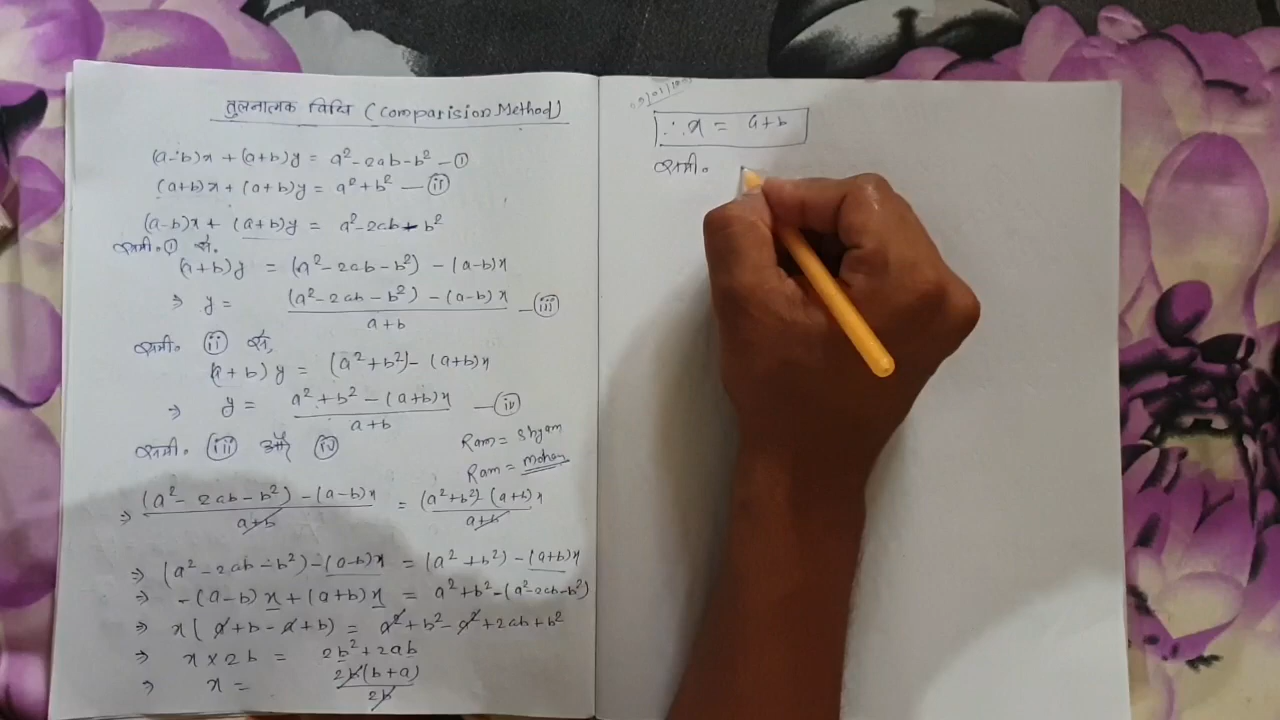 तुलनात्मक विधि (Comparision Method)
(a-b)x + (a+b)y = a²-2ab-b² — ①
(a+b)x + (a+b)y = a²+b² — ⓘⓘ
(a-b)x + (a+b)y = a²-2ab+b²
समी० ① से.
(a+b)y = (a²-2ab-b²) - (a-b)x
⇒ y = (a²-2ab-b²) - (a-b)x / a+b — (iii)
समी० (ii) से,
(a+b)y = (a²+b²) - (a+b)x
⇒ y = a²+b²-(a+b)x / a+b — (iv)
समी० (iii) और (iv)
Ram = Shyam
Ram = mohan
⇒ (a²-2ab-b²) - (a-b)x / a+b = (a²+b²) - (a+b)x / a+b
⇒ (a²-2ab-b²) - (a-b)x = (a²+b²) - (a+b)x
⇒ -(a-b)x + (a+b)x = a²+b²-(a²-2ab-b²)
⇒ x(a+b-a+b) = a²+b²-a²+2ab+b²
⇒ x×2b = 2b²+2ab
⇒ x = 2b(b+a) / 2b
∴ x = a+b
समी०